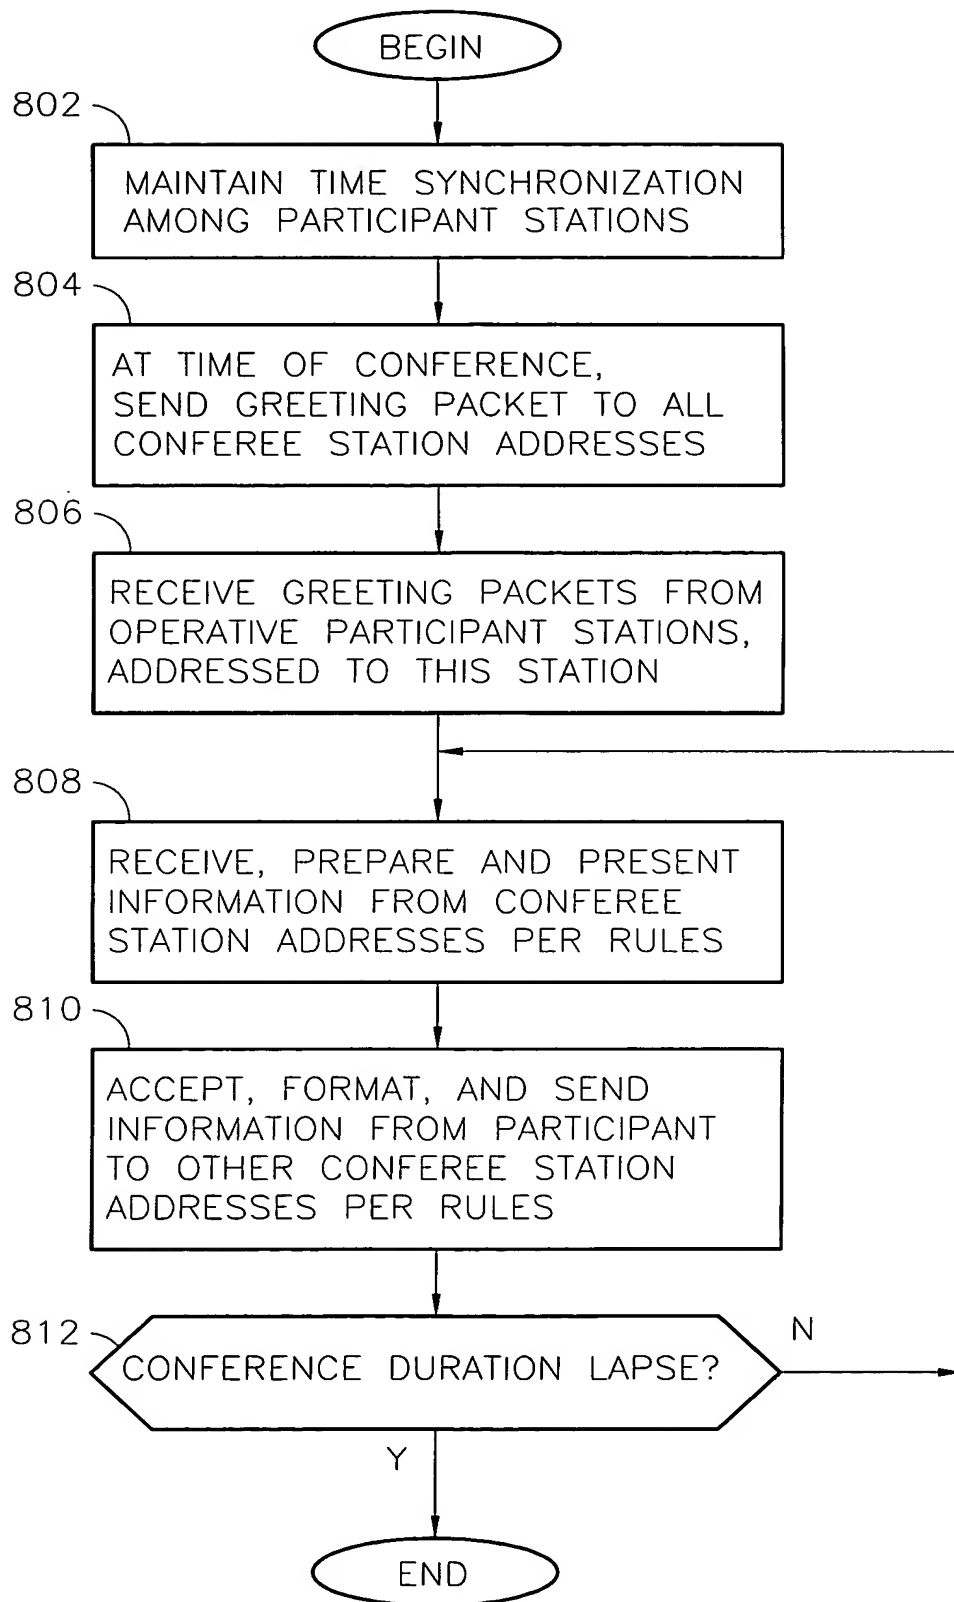 BEGIN
802
MAINTAIN TIME SYNCHRONIZATION
AMONG PARTICIPANT STATIONS
804
AT TIME OF CONFERENCE,
SEND GREETING PACKET TO ALL
CONFEREE STATION ADDRESSES
806
RECEIVE GREETING PACKETS FROM
OPERATIVE PARTICIPANT STATIONS,
ADDRESSED TO THIS STATION
808
RECEIVE, PREPARE AND PRESENT
INFORMATION FROM CONFEREE
STATION ADDRESSES PER RULES
810
ACCEPT, FORMAT, AND SEND
INFORMATION FROM PARTICIPANT
TO OTHER CONFEREE STATION
ADDRESSES PER RULES
812
CONFERENCE DURATION LAPSE?
N
Y
END